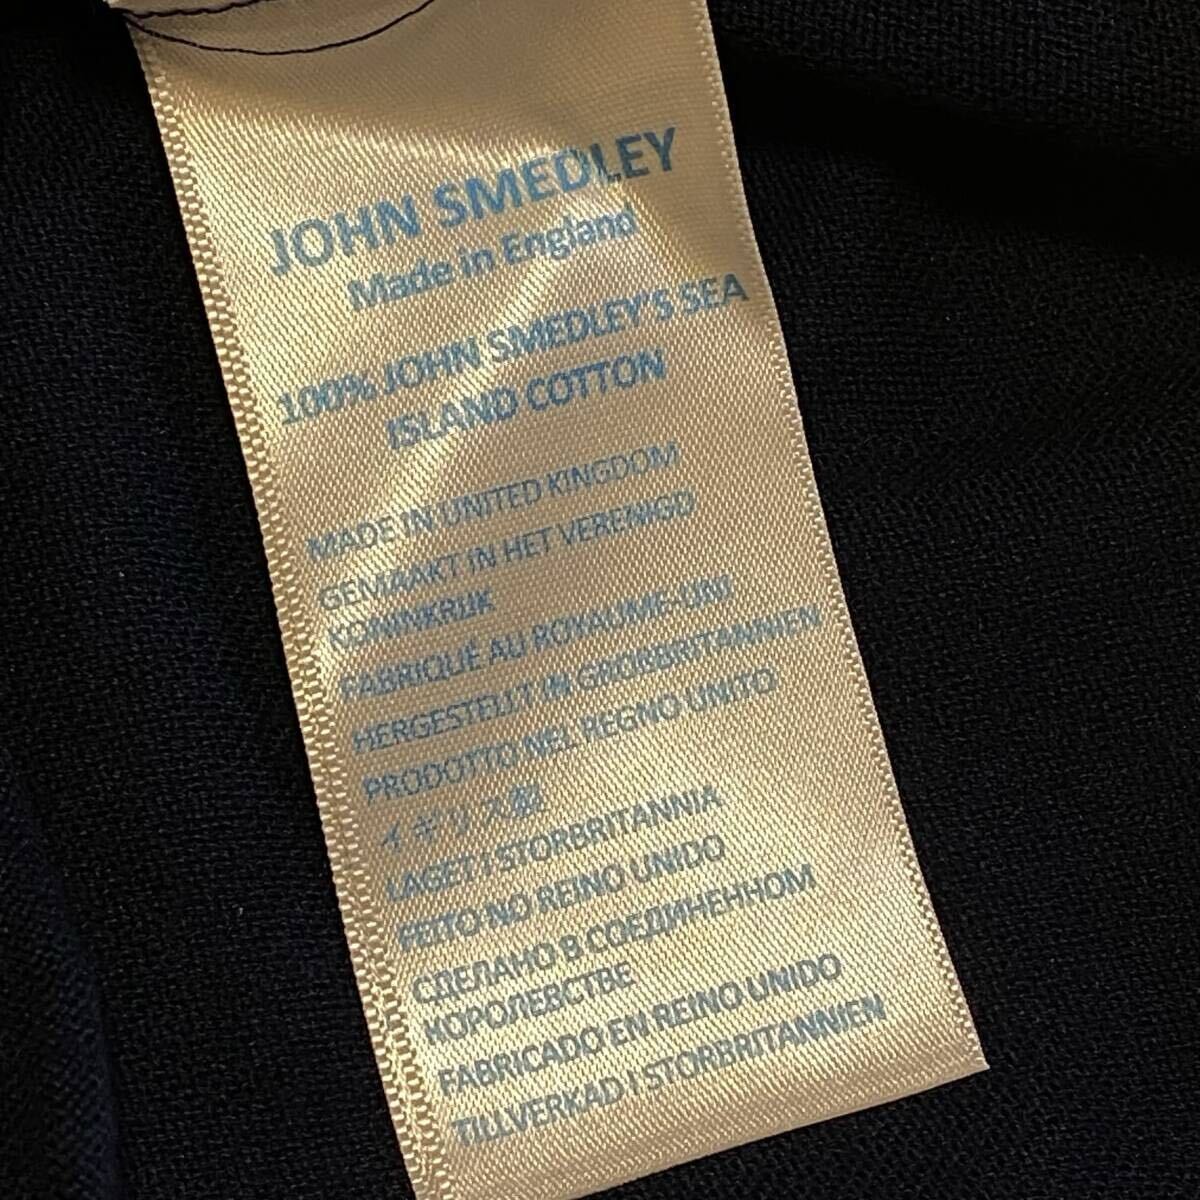 JOHN SMEDLEY
Made in England
100% JOHN SMEDLEY'S SEA
ISLAND COTTON
MADE IN UNITED KINGDOM
GEMAAKT IN HET VERENIGD
KONINKRIJK
FABRIQUÉ AU ROYAUME-UNI
HERGESTELLT IN GROBBRITANNIEN
PRODOTTO NEL REGNO UNITO
イギリス製
LAGET I STORBRITANNIA
FEITO NO REINO UNIDO
СДЕЛАНО В СОЕДИНЕННОМ
КОРОЛЕВСТВЕ
FABRICADO EN REINO UNIDO
TILLVERKAD I STORBRITANNIEN